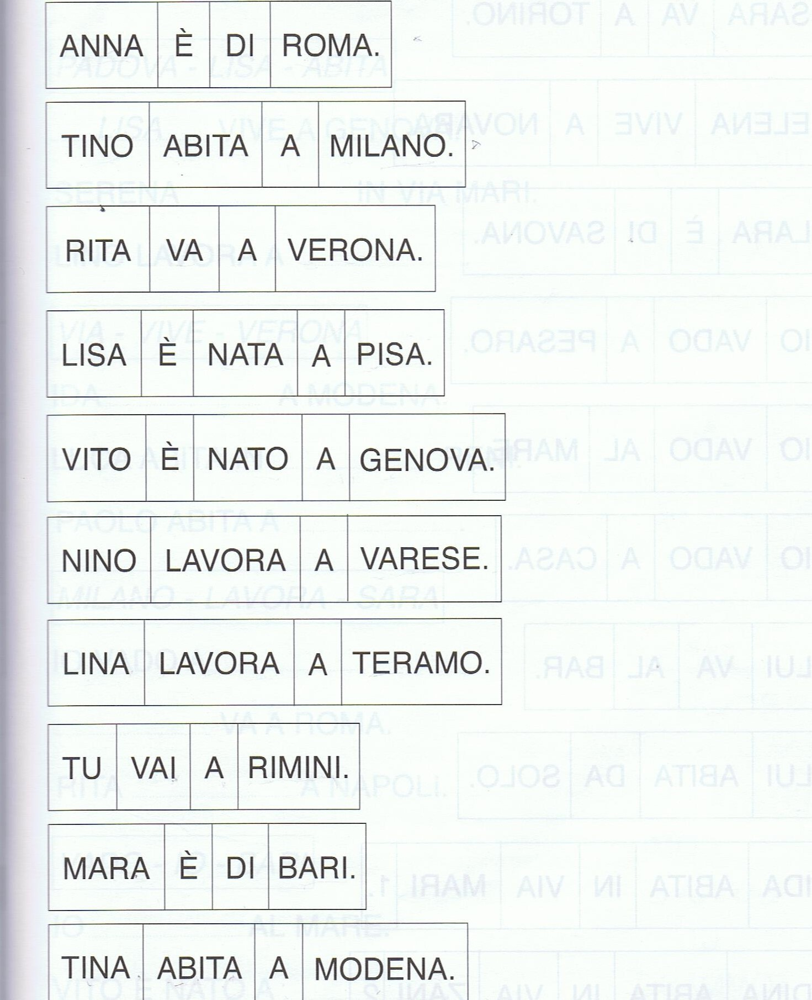 ANNA È DI ROMA.
TINO ABITA A MILANO.
RITA VA A VERONA.
LISA È NATA A PISA.
VITO È NATO A GENOVA.
NINO LAVORA A VARESE.
LINA LAVORA A TERAMO.
TU VAI A RIMINI.
MARA È DI BARI.
TINA ABITA A MODENA.